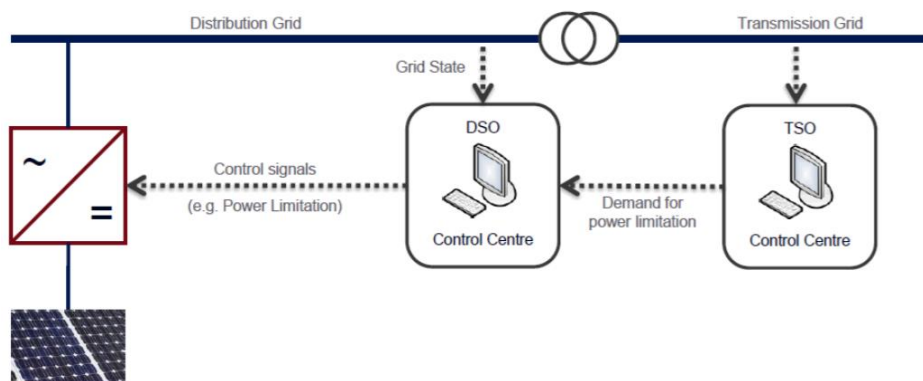 Distribution Grid
Transmission Grid
Grid State
DSO
TSO
~
=
Control signals
(e.g. Power Limitation)
Demand for
power limitation
Control Centre
Control Centre